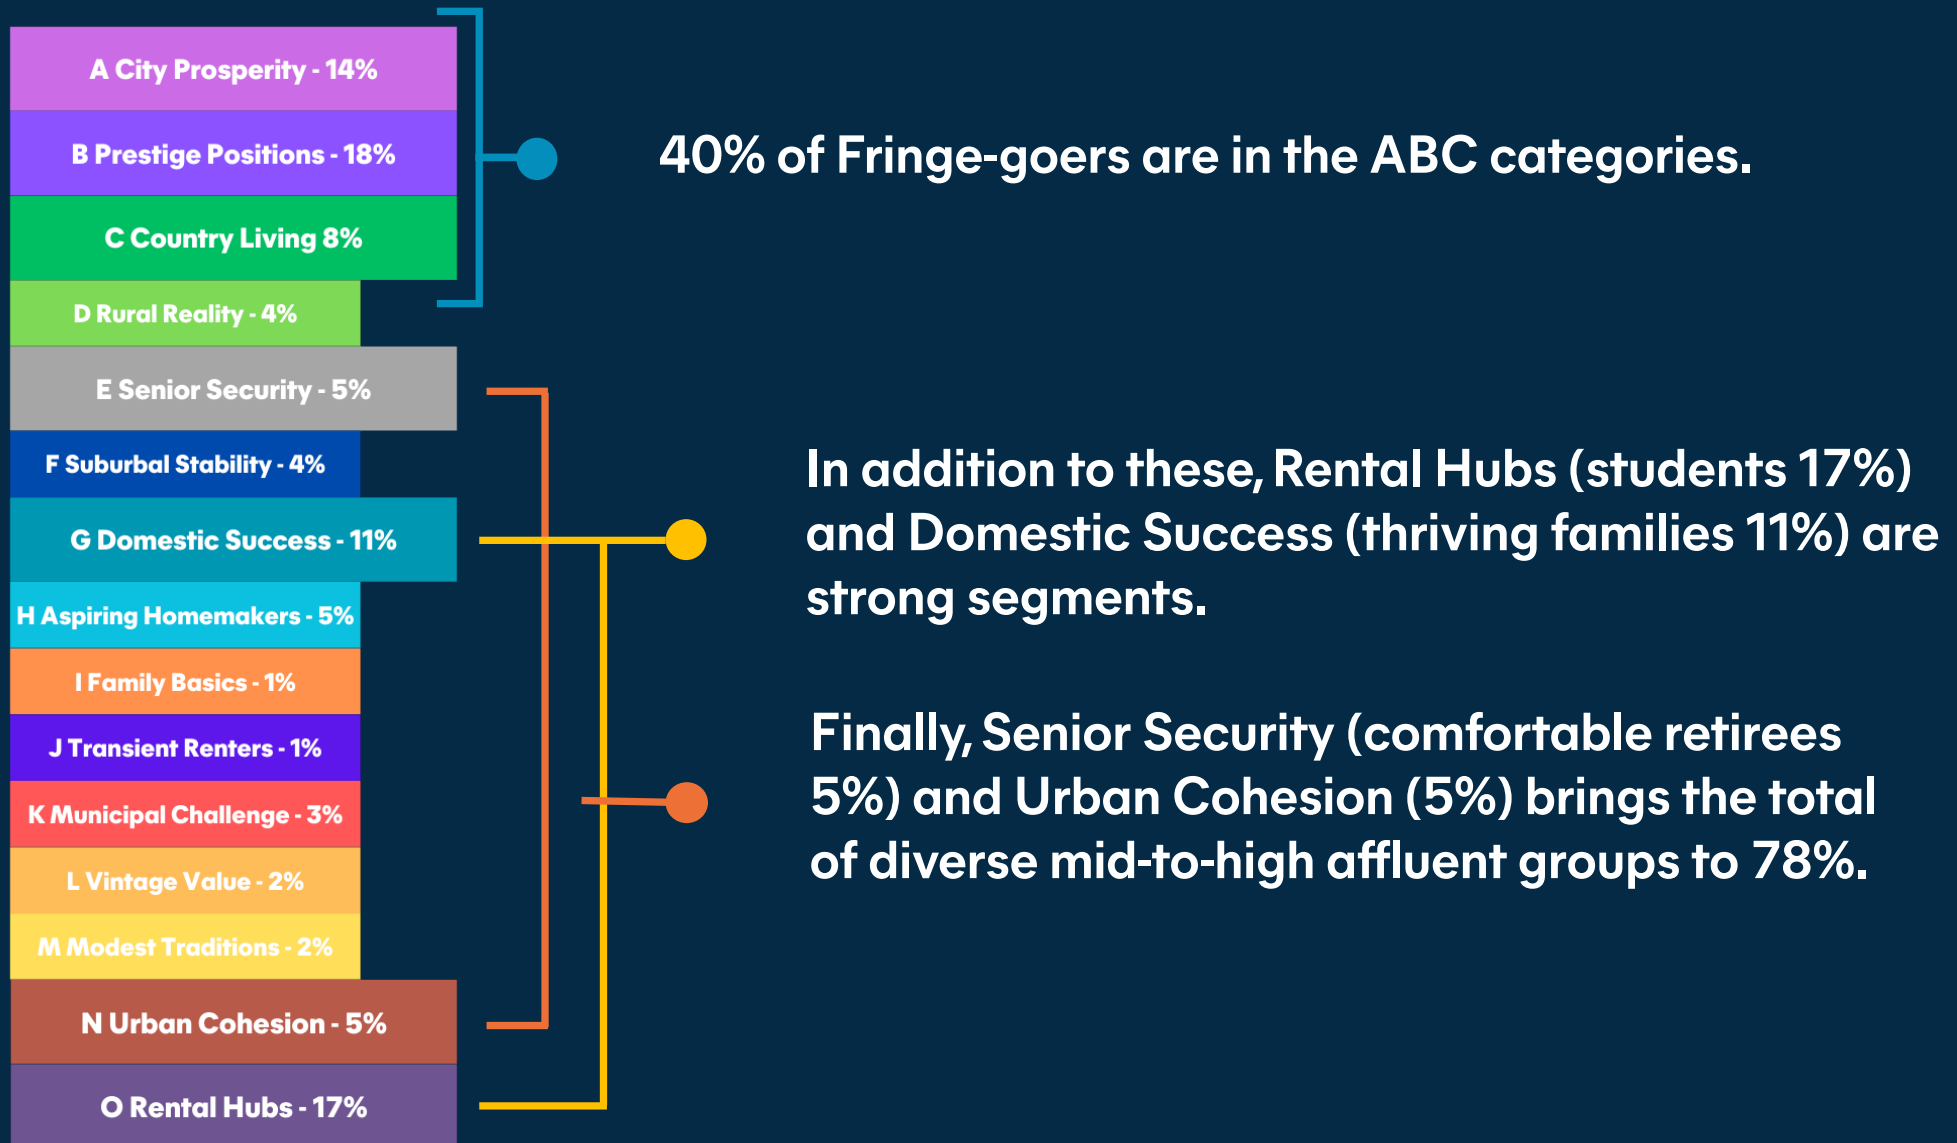 A City Prosperity - 14%
B Prestige Positions - 18%
C Country Living 8%
D Rural Reality - 4%
E Senior Security - 5%
F Suburbal Stability - 4%
G Domestic Success - 11%
H Aspiring Homemakers - 5%
I Family Basics - 1%
J Transient Renters - 1%
K Municipal Challenge - 3%
L Vintage Value - 2%
M Modest Traditions - 2%
N Urban Cohesion - 5%
O Rental Hubs - 17%
40% of Fringe-goers are in the ABC categories.
In addition to these, Rental Hubs (students 17%)
and Domestic Success (thriving families 11%) are
strong segments.
Finally, Senior Security (comfortable retirees
5%) and Urban Cohesion (5%) brings the total
of diverse mid-to-high affluent groups to 78%.